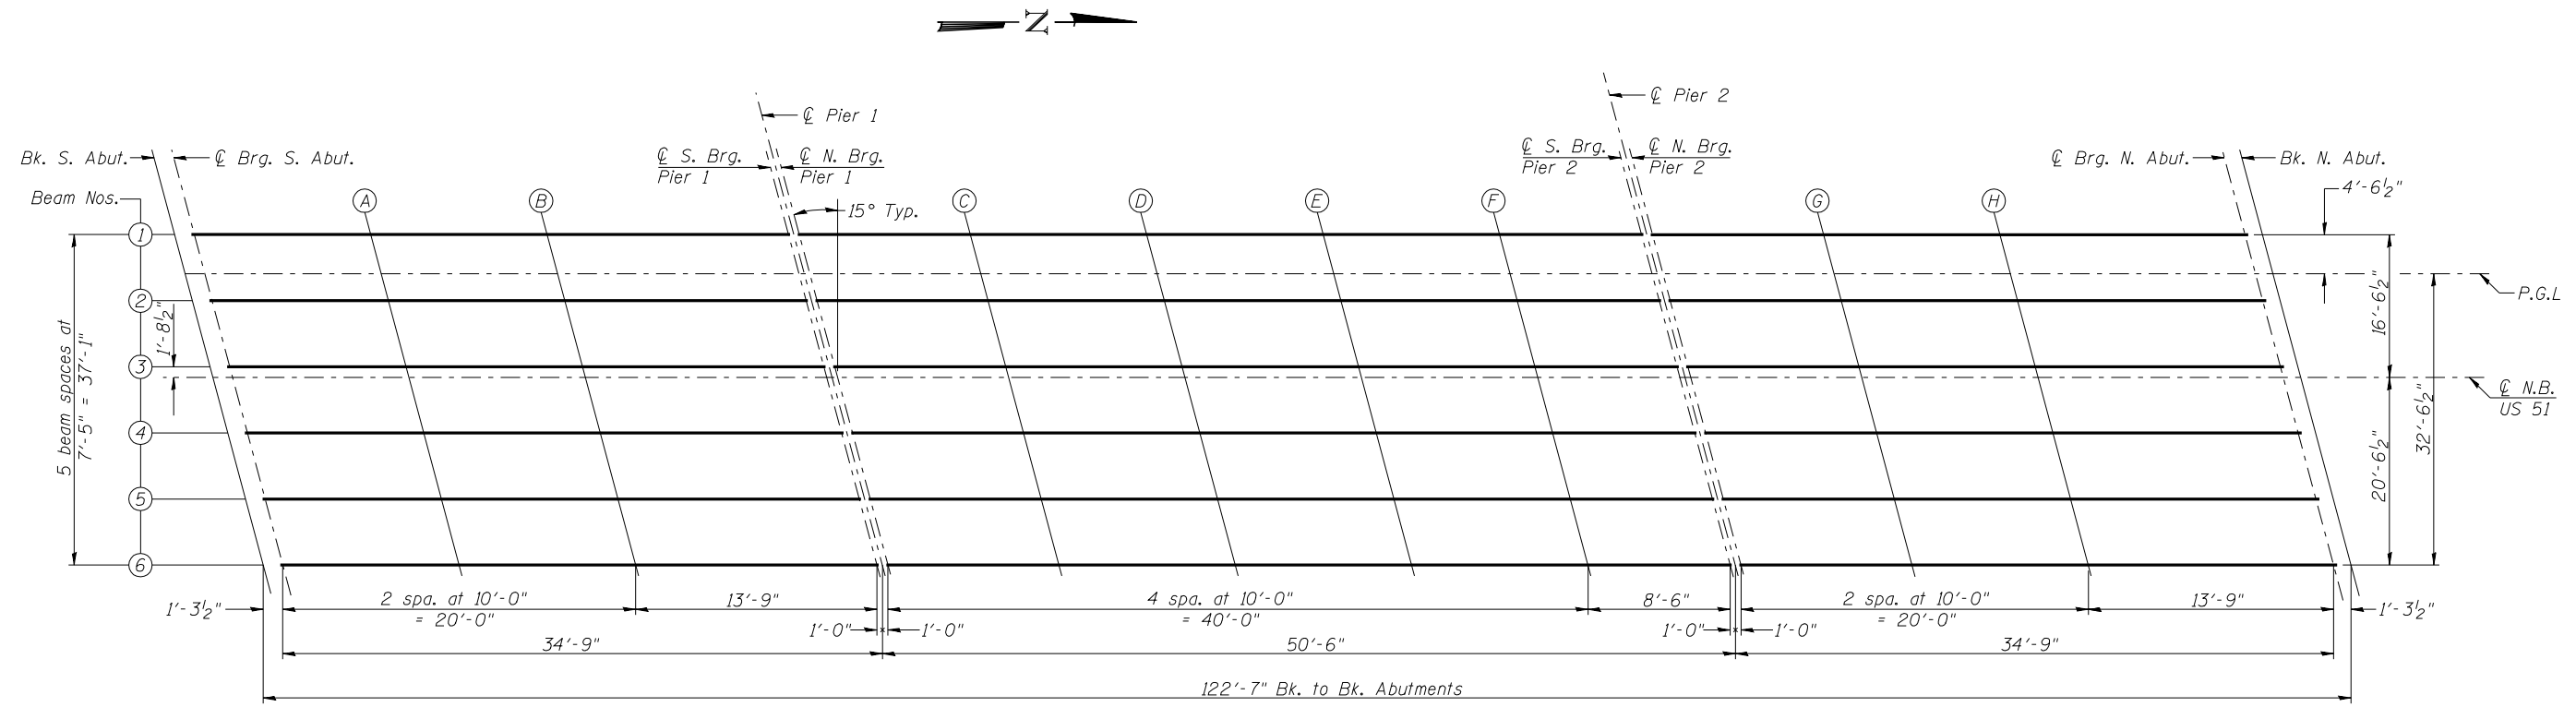 N
℄ Pier 1
℄ Pier 2
Bk. S. Abut.
℄ Brg. S. Abut.
℄ S. Brg.
Pier 1
℄ N. Brg.
Pier 1
℄ S. Brg.
Pier 2
℄ N. Brg.
Pier 2
℄ Brg. N. Abut.
Bk. N. Abut.
Beam Nos.
A
B
15° Typ.
C
D
E
F
G
H
4'-6½"
1
2
3
4
5
6
5 beam spaces at
7'-5" = 37'-1"
1'-8½"
16'-6½"
20'-6½"
32'-6½"
P.G.L
℄ N.B.
US 51
1'-3½"
2 spa. at 10'-0"
= 20'-0"
13'-9"
1'-0"
1'-0"
4 spa. at 10'-0"
= 40'-0"
8'-6"
1'-0"
1'-0"
2 spa. at 10'-0"
= 20'-0"
13'-9"
1'-3½"
34'-9"
50'-6"
34'-9"
122'-7" Bk. to Bk. Abutments